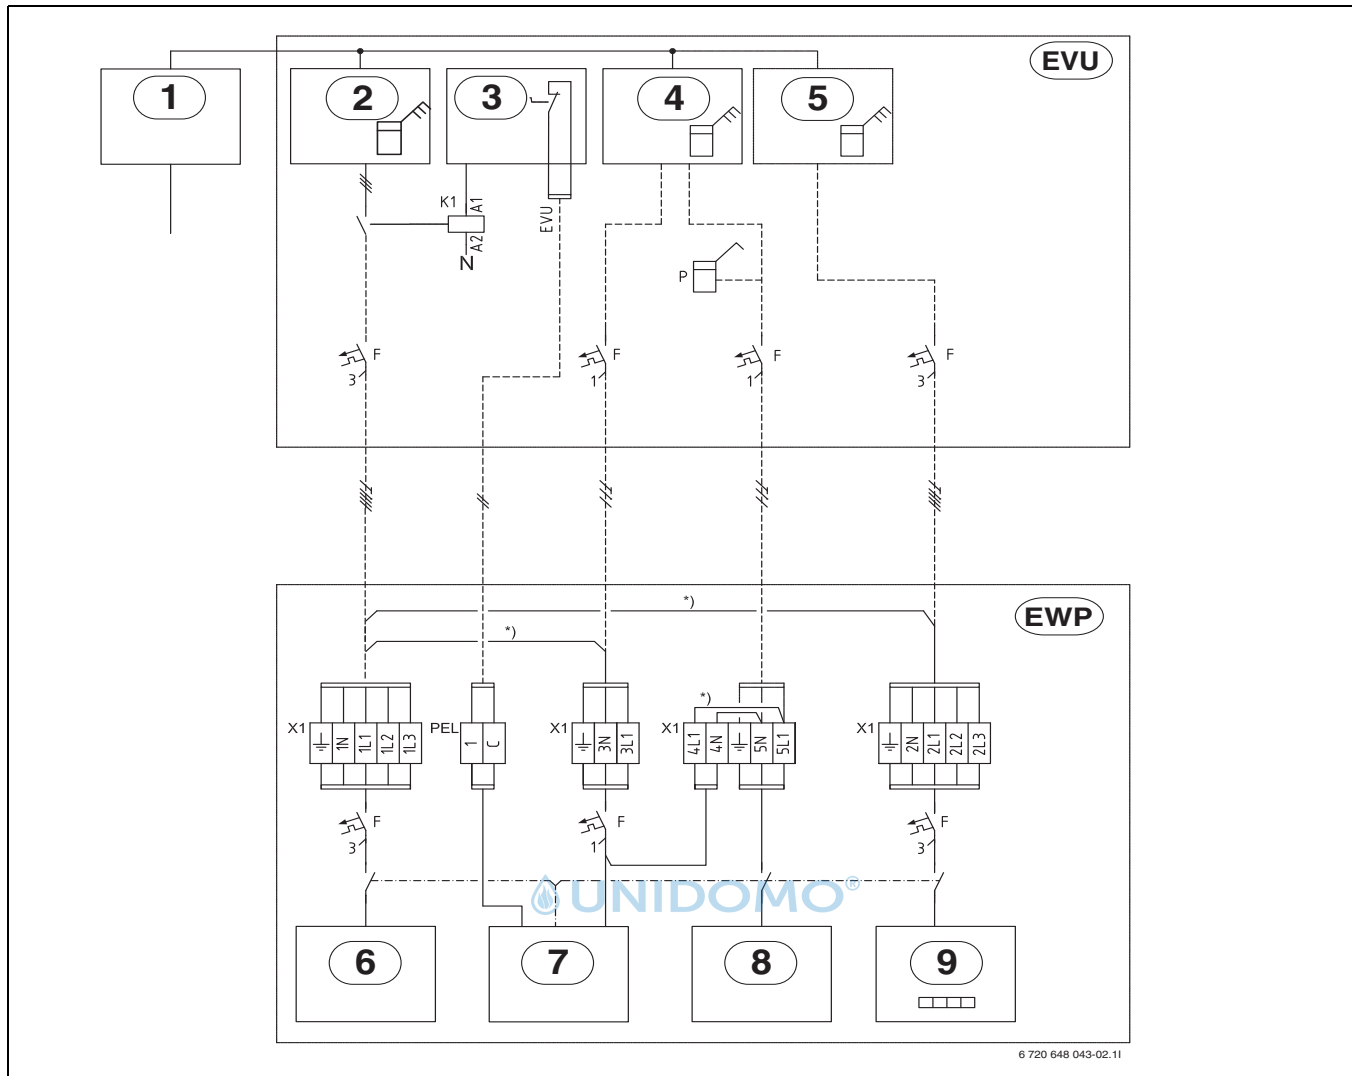 EVU
1
2
3
4
5
K1
A1
A2
N
EVU
P
F
3
F
1
F
1
F
3
EWP
*)
*)
*)
X1
1N
1L1
1L2
1L3
PEL
1
C
X1
3N
3L1
X1
4L1
4N
5N
5L1
X1
2N
2L1
2L2
2L3
F
3
F
1
F
3
UNIDOMO®
6
7
8
9
6 720 648 043-02.1I